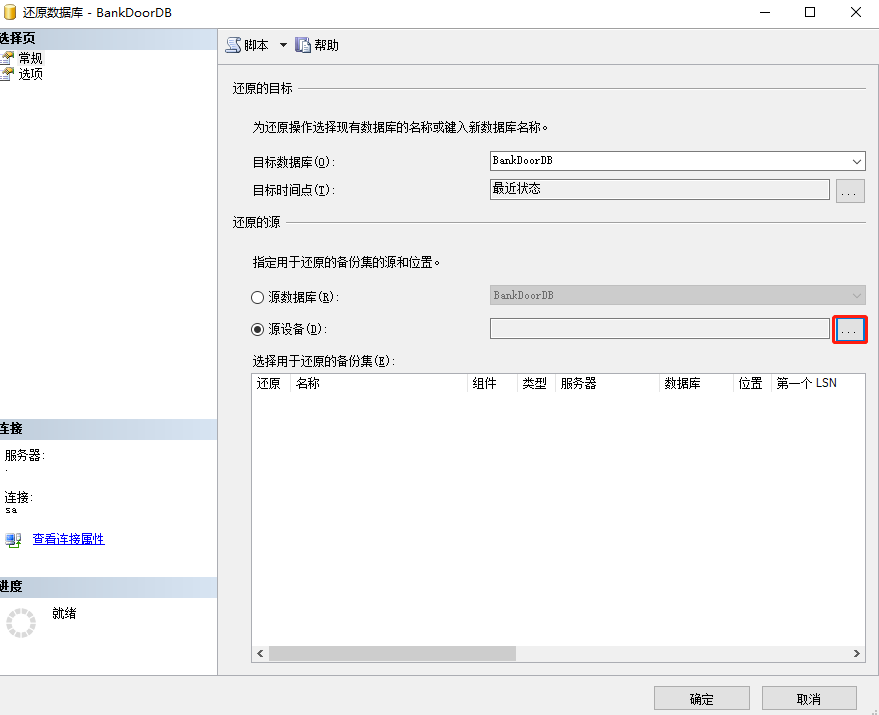 还原数据库 - BankDoorDB
选择页
常规
选项
脚本 帮助
还原的目标
为还原操作选择现有数据库的名称或键入新数据库名称。
目标数据库(O): BankDoorDB
目标时间点(T): 最近状态 ...
还原的源
指定用于还原的备份集的源和位置。
源数据库(R): BankDoorDB
源设备(D): ...
选择用于还原的备份集(E):
还原 名称 组件 类型 服务器 数据库 位置 第一个 LSN
连接
服务器:
.
连接:
sa
查看连接属性
进度
就绪
确定 取消